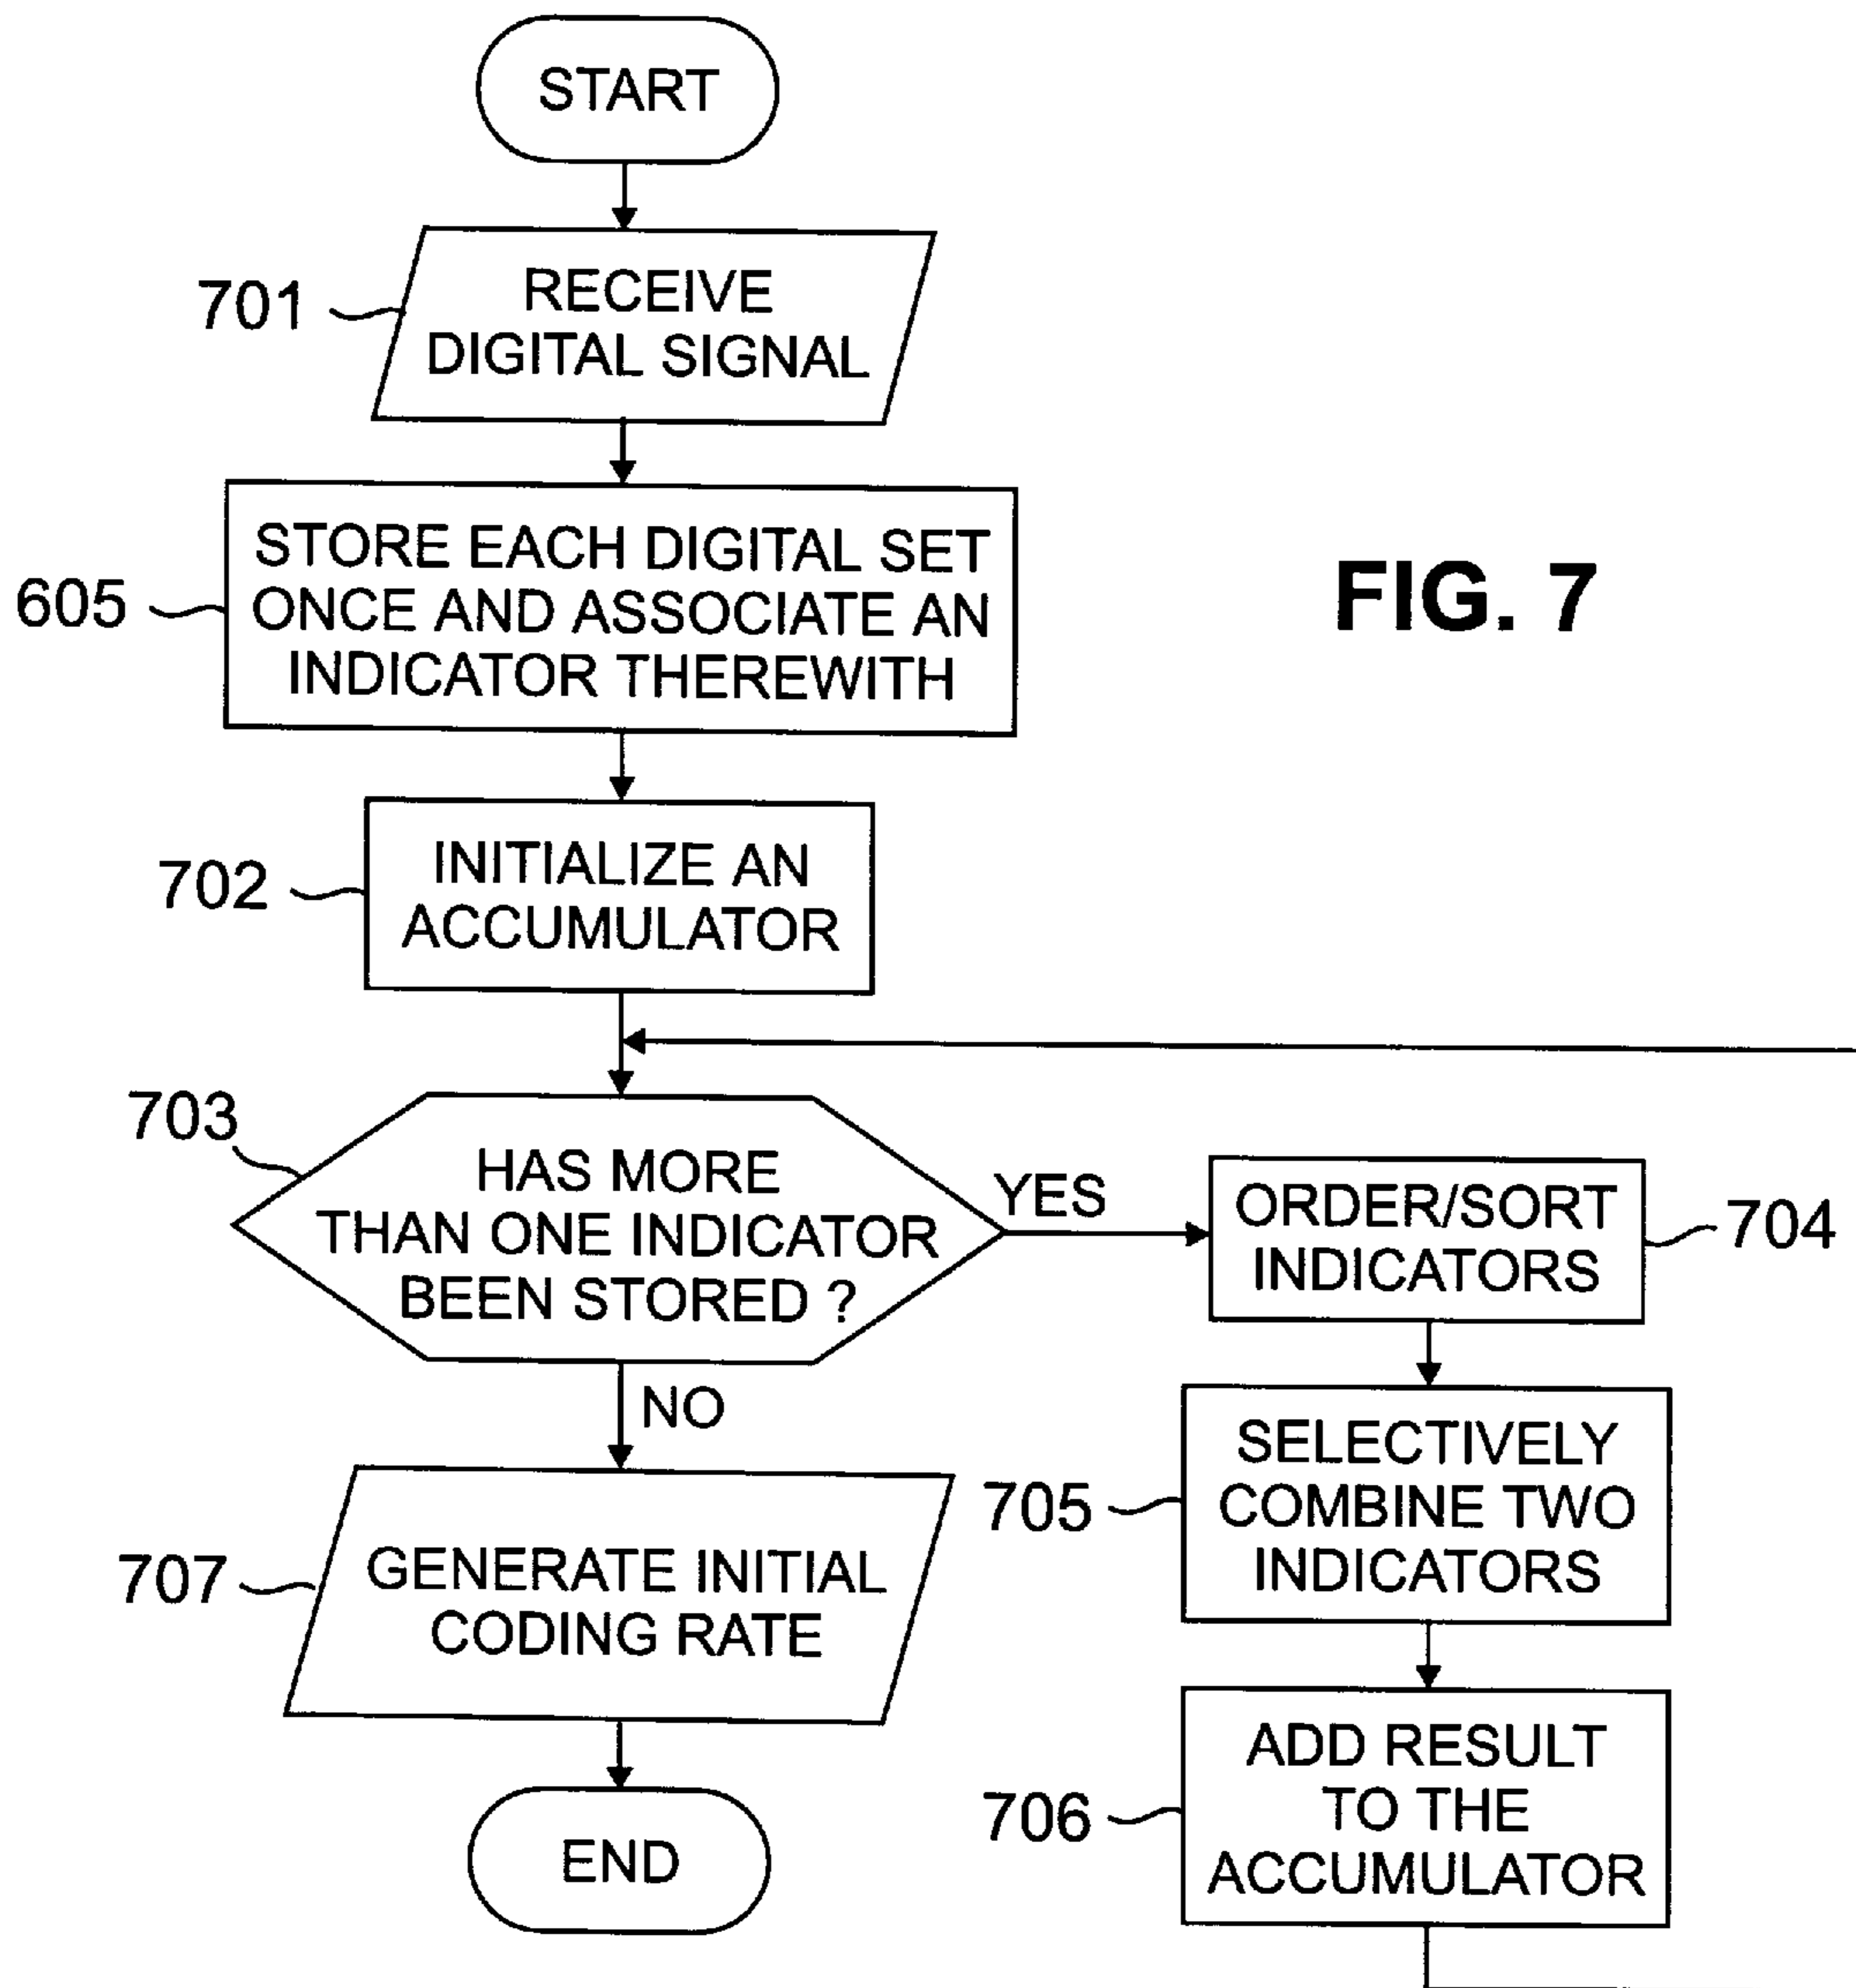 START
701
RECEIVE
DIGITAL SIGNAL
605
STORE EACH DIGITAL SET
ONCE AND ASSOCIATE AN
INDICATOR THEREWITH
FIG. 7
702
INITIALIZE AN
ACCUMULATOR
703
HAS MORE
THAN ONE INDICATOR
BEEN STORED ?
YES
NO
ORDER/SORT
INDICATORS
704
705
SELECTIVELY
COMBINE TWO
INDICATORS
706
ADD RESULT
TO THE
ACCUMULATOR
707
GENERATE INITIAL
CODING RATE
END